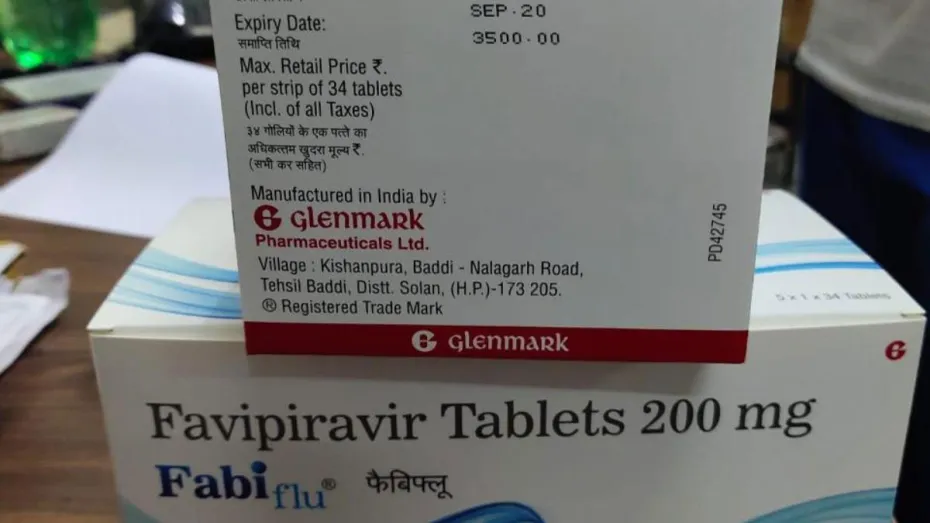 SEP.20
Expiry Date:
समाप्ति तिथि
3500.00
Max. Retail Price ₹.
per strip of 34 tablets
(Incl. of all Taxes)
३४ गोलियों के एक पत्ते का
अधिकत्तम खुदरा मूल्य ₹.
(सभी कर सहित)
Manufactured in India by :
Glenmark
Pharmaceuticals Ltd.
Village : Kishanpura, Baddi - Nalagarh Road,
Tehsil Baddi, Distt. Solan, (H.P.)-173 205.
® Registered Trade Mark
PD42745
Glenmark
5 x 1 x 34 Tablets
Favipiravir Tablets 200 mg
Fabiflu® फैबिफ्लू